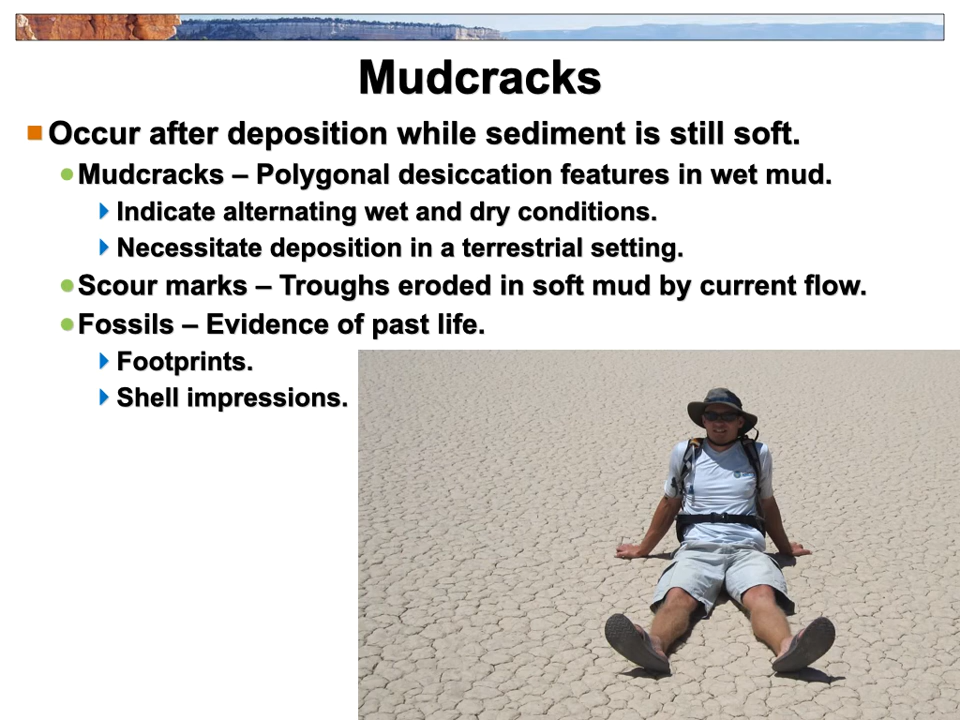 Mudcracks
Occur after deposition while sediment is still soft.
Mudcracks – Polygonal desiccation features in wet mud.
Indicate alternating wet and dry conditions.
Necessitate deposition in a terrestrial setting.
Scour marks – Troughs eroded in soft mud by current flow.
Fossils – Evidence of past life.
Footprints.
Shell impressions.